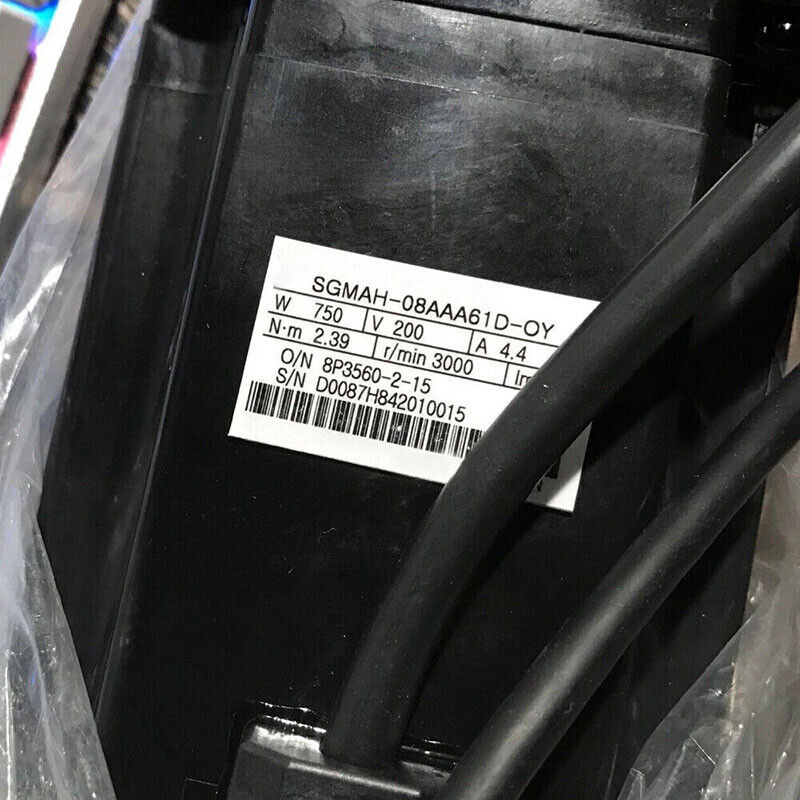 SGMAH-08AAA61D-OY
W 750 V 200 A 4.4
N·m 2.39 r/min 3000
O/N 8P3560-2-15
S/N D0087H842010015